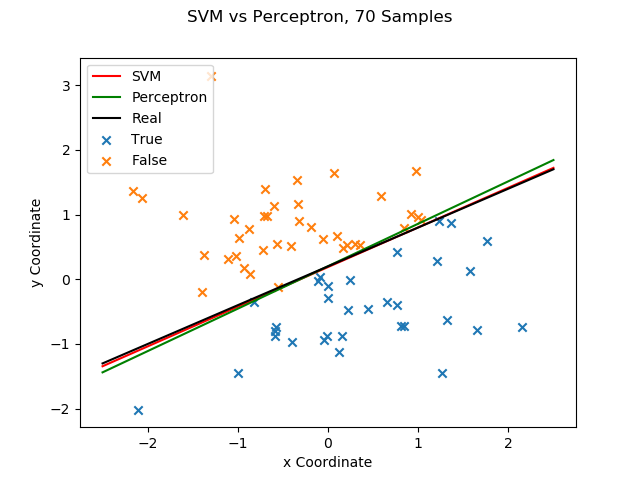 SVM vs Perceptron, 70 Samples
SVM
Perceptron
Real
True
False
3
2
1
0
−1
−2
y Coordinate
−2
−1
0
1
2
x Coordinate